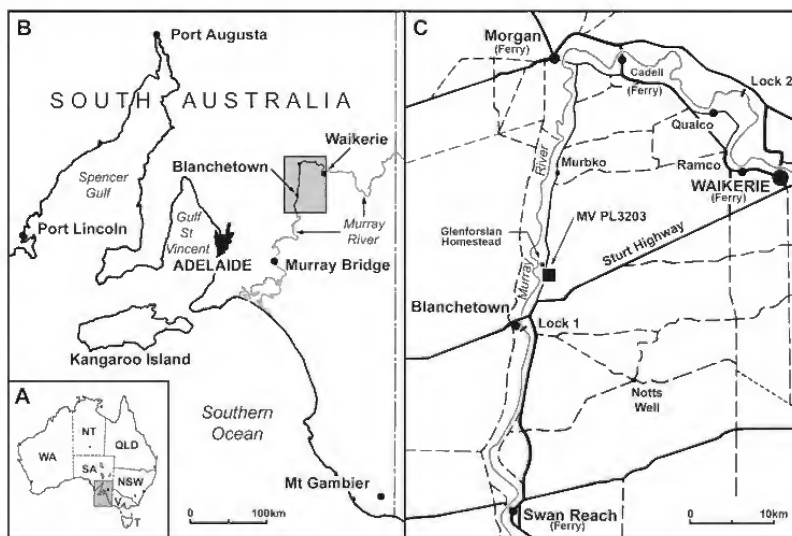 B
Port Augusta
SOUTH AUSTRALIA
Waikerie
Blanchetown
Spencer
Gulf
Gulf
St
Vincent
Murray
River
Port Lincoln
ADELAIDE
Murray Bridge
Kangaroo Island
Southern
Ocean
Mt Gambier
100km
A
WA
NT
QLD
SA
NSW
V
T
C
Morgan
(Ferry)
Cadell
(Ferry)
Lock 2
Qualco
Ramco
WAIKERIE
(Ferry)
River
Murbko
MV PL3203
Glenforslan
Homestead
Sturt Highway
Murray
Blanchetown
Lock 1
Notts
Well
Swan Reach
(Ferry)
10km